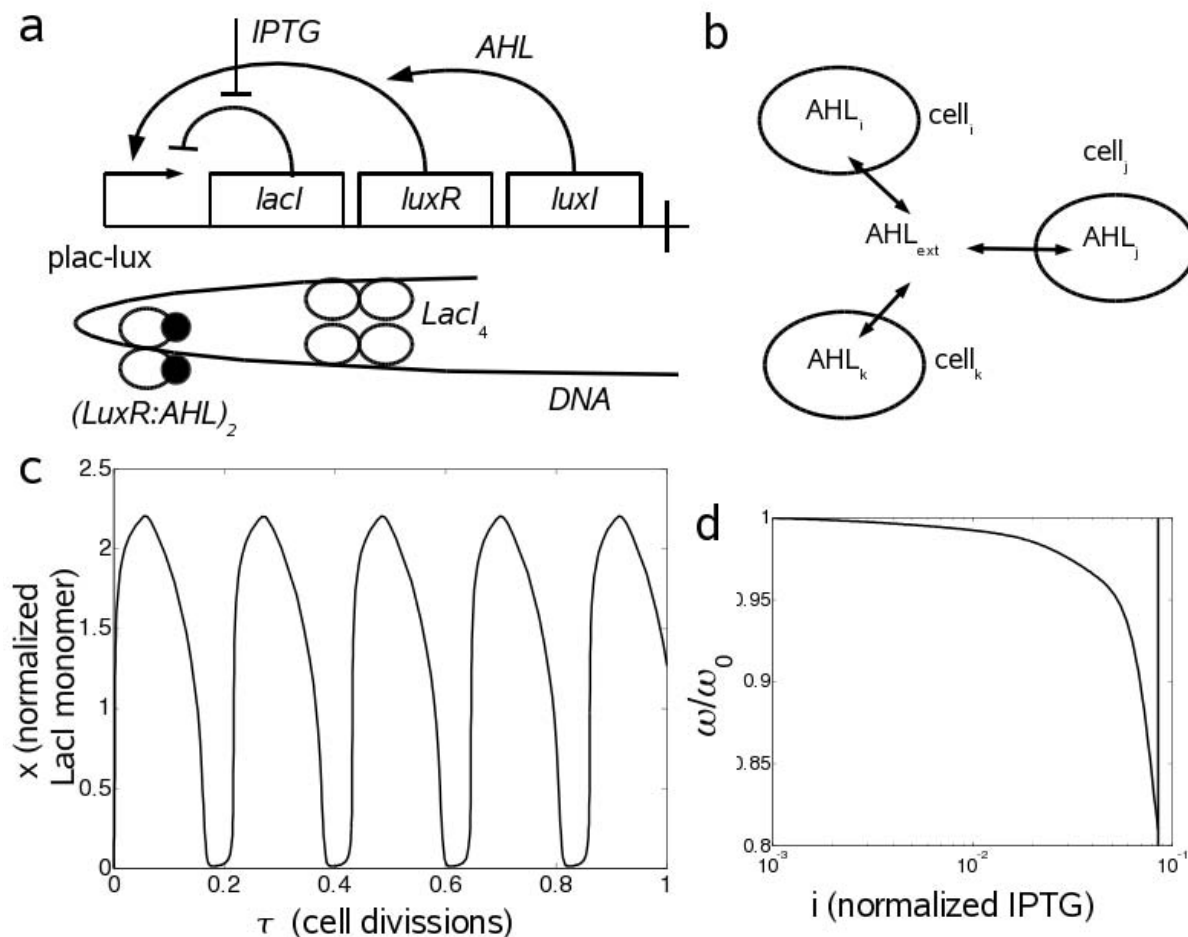 a
IPTG
AHL
lacI
luxR
luxI
plac-lux
LacI4
(LuxR:AHL)2
DNA
b
AHLi
celli
cellj
AHLext
AHLj
AHLk
cellk
c
2.5
2
1.5
1
0.5
0
0
0.2
0.4
0.6
0.8
1
x (normalized
LacI monomer)
τ (cell divissions)
d
1
0.95
0.9
0.85
0.8
10-3
10-2
10-1
ω/ω0
i (normalized IPTG)